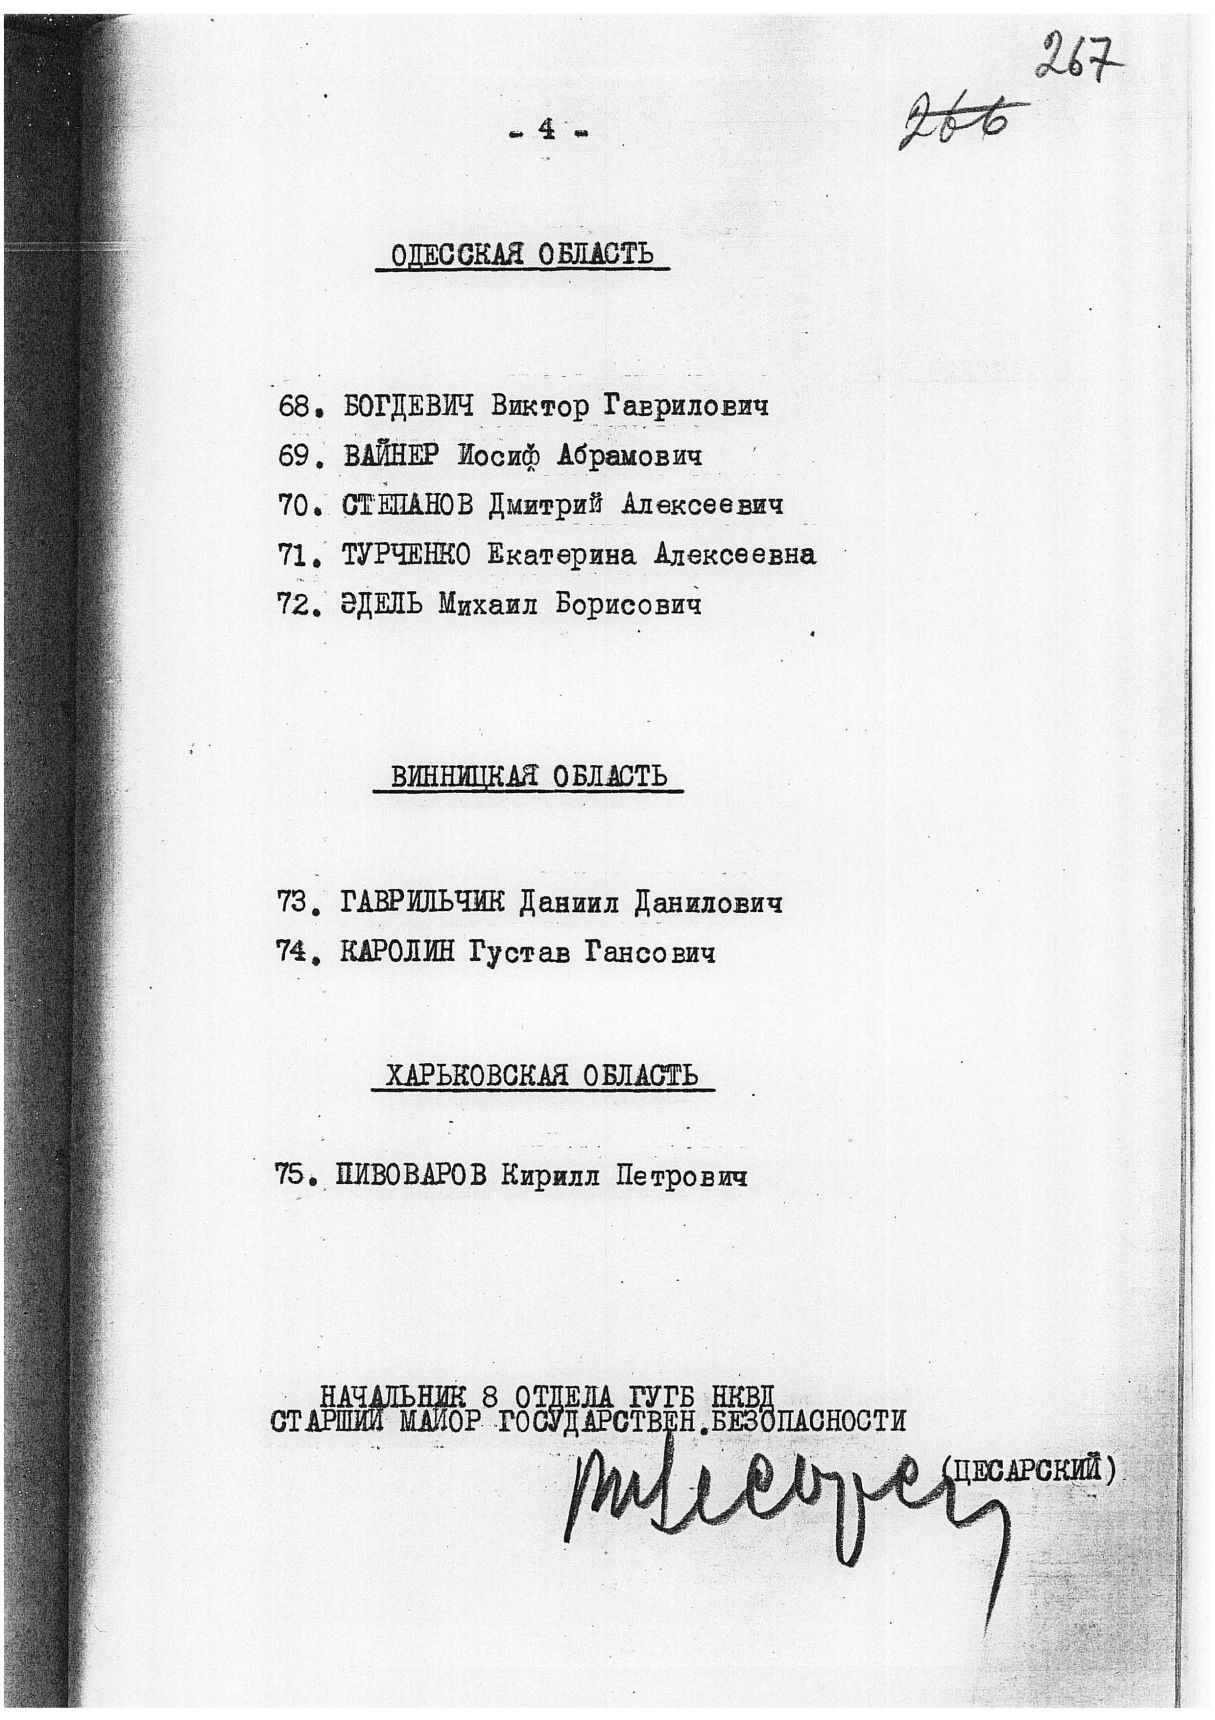 267
266
- 4 -
ОДЕССКАЯ ОБЛАСТЬ
68. БОГДЕВИЧ Виктор Гаврилович
69. ВАЙНЕР Иосиф Абрамович
70. СТЕПАНОВ Дмитрий Алексеевич
71. ТУРЧЕНКО Екатерина Алексеевна
72. ЭДЕЛЬ Михаил Борисович
ВИННИЦКАЯ ОБЛАСТЬ
73. ГАВРИЛЬЧИК Даниил Данилович
74. КАРОЛИН Густав Гансович
ХАРЬКОВСКАЯ ОБЛАСТЬ
75. ПИВОВАРОВ Кирилл Петрович
НАЧАЛЬНИК 8 ОТДЕЛА ГУГБ НКВД
СТАРШИЙ МАЙОР ГОСУДАРСТВЕН.БЕЗОПАСНОСТИ
(ЦЕСАРСКИЙ)